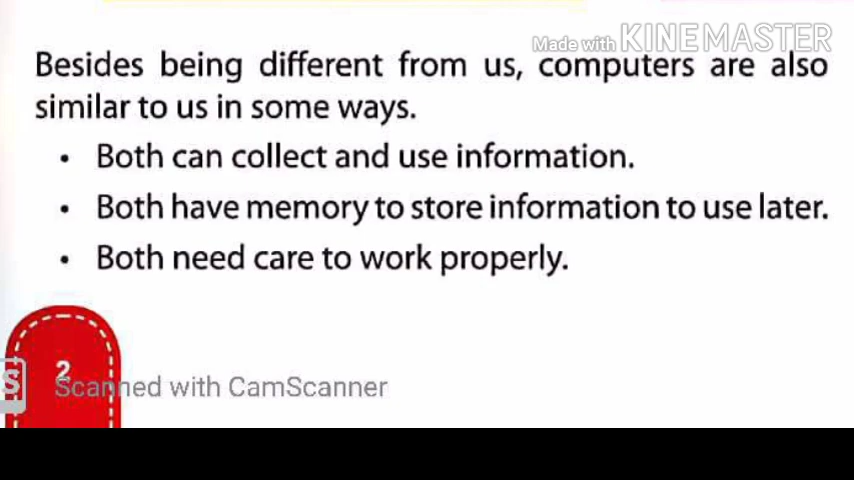 Made with KINEMASTER
Besides being different from us, computers are also
similar to us in some ways.
• Both can collect and use information.
• Both have memory to store information to use later.
• Both need care to work properly.
2
S
Scanned with CamScanner